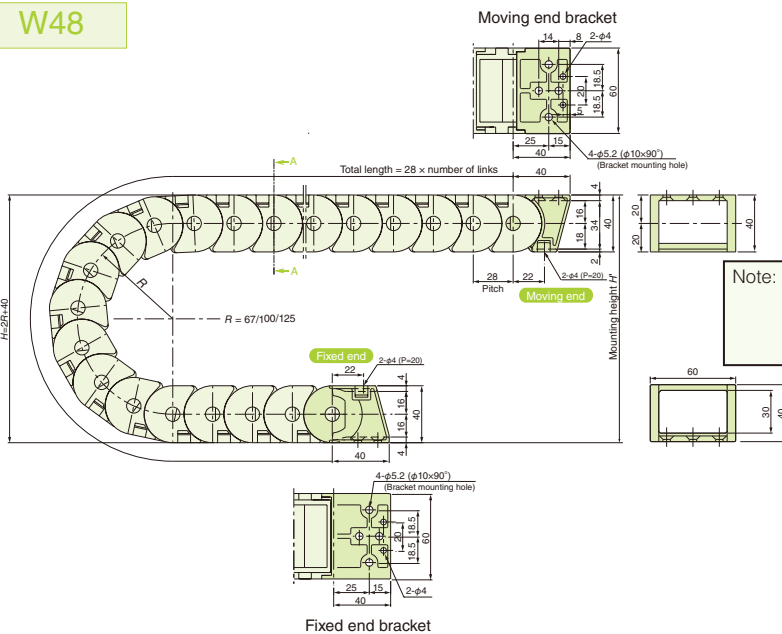 W48
Moving end bracket
14
8
2-φ4
18.5
20
18.5
60
5
25
15
40
4-φ5.2 (φ10×90°)
(Bracket mounting hole)
A
Total length = 28 × number of links
40
4
16
34
40
18
2
20
20
40
A
28
22
2-φ4 (P=20)
Pitch
Moving end
Note:
R
R = 67/100/125
H=2R+40
Mounting height H'
Fixed end
22
2-φ4 (P=20)
4
16
40
16
4
40
60
30
40
4-φ5.2 (φ10×90°)
(Bracket mounting hole)
18.5
20
18.5
60
25
15
2-φ4
40
Fixed end bracket